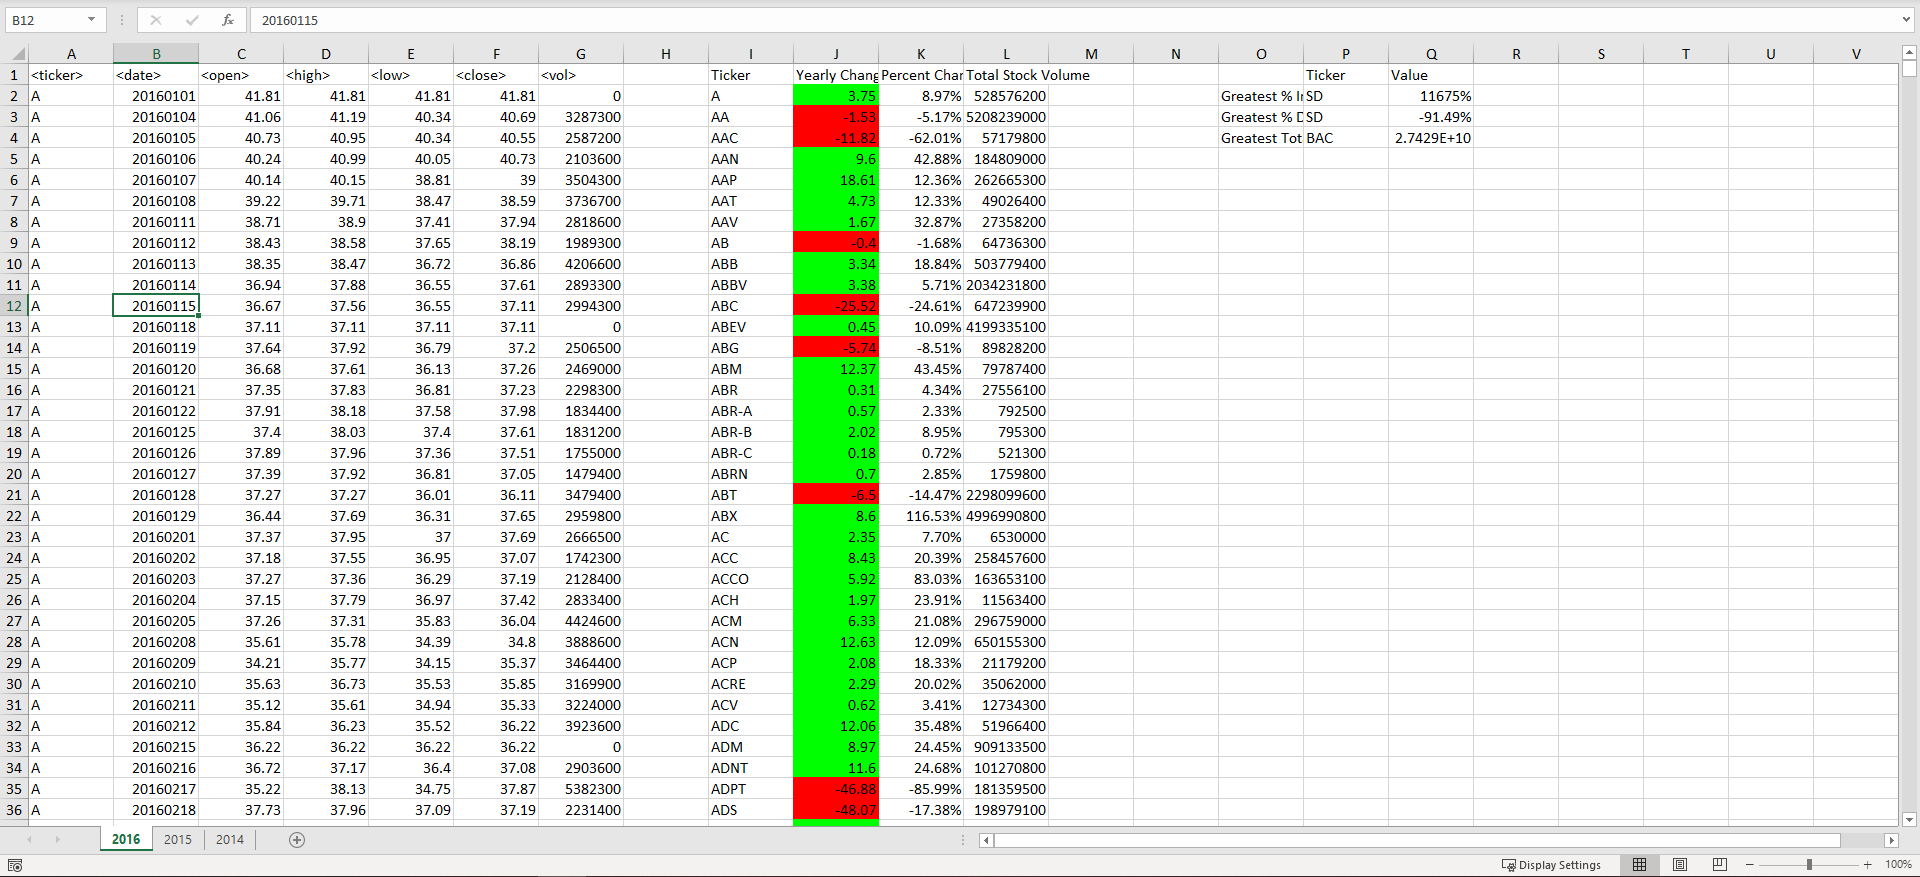 B12 fx 20160115
A B C D E F G H I J K L M N O P Q R S T U V
1 <ticker> <date> <open> <high> <low> <close> <vol> Ticker Yearly Chang Percent Char Total Stock Volume Ticker Value
2 A 20160101 41.81 41.81 41.81 41.81 0 A 3.75 8.97% 528576200 Greatest % I SD 11675%
3 A 20160104 41.06 41.19 40.34 40.69 3287300 AA -1.53 -5.17% 5208239000 Greatest % D SD -91.49%
4 A 20160105 40.73 40.95 40.34 40.55 2587200 AAC -11.82 -62.01% 57179800 Greatest Tot BAC 2.7429E+10
5 A 20160106 40.24 40.99 40.05 40.73 2103600 AAN 9.6 42.88% 184809000
6 A 20160107 40.14 40.15 38.81 39 3504300 AAP 18.61 12.36% 262665300
7 A 20160108 39.22 39.71 38.47 38.59 3736700 AAT 4.73 12.33% 49026400
8 A 20160111 38.71 38.9 37.41 37.94 2818600 AAV 1.67 32.87% 27358200
9 A 20160112 38.43 38.58 37.65 38.19 1989300 AB -0.4 -1.68% 64736300
10 A 20160113 38.35 38.47 36.72 36.86 4206600 ABB 3.34 18.84% 503779400
11 A 20160114 36.94 37.88 36.55 37.61 2893300 ABBV 3.38 5.71% 2034231800
12 A 20160115 36.67 37.56 36.55 37.11 2994300 ABC -25.52 -24.61% 647239900
13 A 20160118 37.11 37.11 37.11 37.11 0 ABEV 0.45 10.09% 4199335100
14 A 20160119 37.64 37.92 36.79 37.2 2506500 ABG -5.74 -8.51% 89828200
15 A 20160120 36.68 37.61 36.13 37.26 2469000 ABM 12.37 43.45% 79787400
16 A 20160121 37.35 37.83 36.81 37.23 2298300 ABR 0.31 4.34% 27556100
17 A 20160122 37.91 38.18 37.58 37.98 1834400 ABR-A 0.57 2.33% 792500
18 A 20160125 37.4 38.03 37.4 37.61 1831200 ABR-B 2.02 8.95% 795300
19 A 20160126 37.89 37.96 37.36 37.51 1755000 ABR-C 0.18 0.72% 521300
20 A 20160127 37.39 37.92 36.81 37.05 1479400 ABRN 0.7 2.85% 1759800
21 A 20160128 37.27 37.27 36.01 36.11 3479400 ABT -6.5 -14.47% 2298099600
22 A 20160129 36.44 37.69 36.31 37.65 2959800 ABX 8.6 116.53% 4996990800
23 A 20160201 37.37 37.95 37 37.69 2666500 AC 2.35 7.70% 6530000
24 A 20160202 37.18 37.55 36.95 37.07 1742300 ACC 8.43 20.39% 258457600
25 A 20160203 37.27 37.36 36.29 37.19 2128400 ACCO 5.92 83.03% 163653100
26 A 20160204 37.15 37.79 36.97 37.42 2833400 ACH 1.97 23.91% 11563400
27 A 20160205 37.26 37.31 35.83 36.04 4424600 ACM 6.33 21.08% 296759000
28 A 20160208 35.61 35.78 34.39 34.8 3888600 ACN 12.63 12.09% 650155300
29 A 20160209 34.21 35.77 34.15 35.37 3464400 ACP 2.08 18.33% 21179200
30 A 20160210 35.63 36.73 35.53 35.85 3169900 ACRE 2.29 20.02% 35062000
31 A 20160211 35.12 35.61 34.94 35.33 3224000 ACV 0.62 3.41% 12734300
32 A 20160212 35.84 36.23 35.52 36.22 3923600 ADC 12.06 35.48% 51966400
33 A 20160215 36.22 36.22 36.22 36.22 0 ADM 8.97 24.45% 909133500
34 A 20160216 36.72 37.17 36.4 37.08 2903600 ADNT 11.6 24.68% 101270800
35 A 20160217 35.22 38.13 34.75 37.87 5382300 ADPT -46.88 -85.99% 181359500
36 A 20160218 37.73 37.96 37.09 37.19 2231400 ADS -48.07 -17.38% 198979100
2016 2015 2014
Display Settings 100%